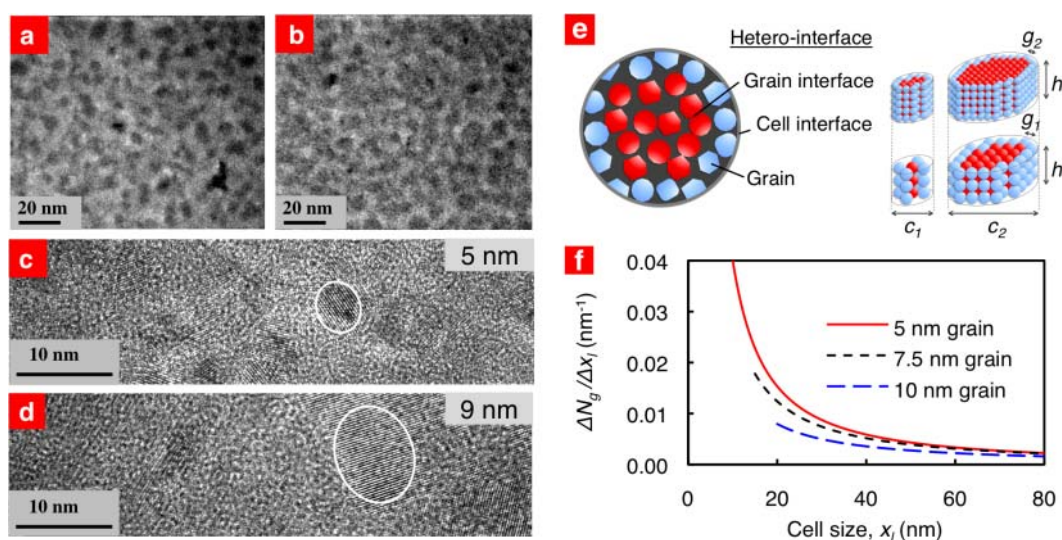 a
20 nm
b
20 nm
c
5 nm
10 nm
d
9 nm
10 nm
e
Hetero-interface
Grain interface
Cell interface
Grain
g2
h
g1
h
c1
c2
f
ΔNg/Δxl (nm-1)
0.04
0.03
0.02
0.01
0.00
5 nm grain
7.5 nm grain
10 nm grain
0 20 40 60 80
Cell size, xl (nm)